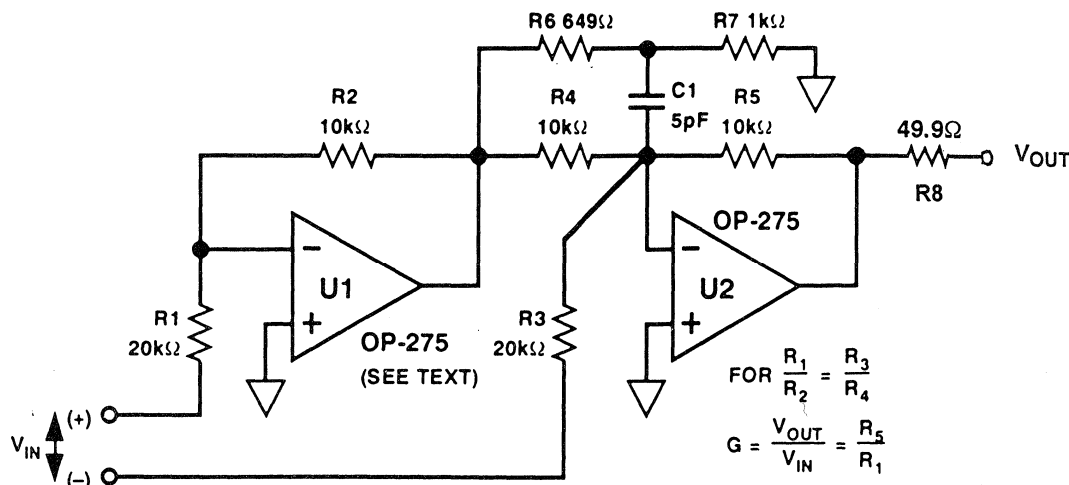 R6 649Ω
R7 1kΩ
R2
10kΩ
R4
10kΩ
C1
5pF
R5
10kΩ
49.9Ω
R8
VOUT
U1
OP-275
(SEE TEXT)
OP-275
U2
R1
20kΩ
R3
20kΩ
−
+
−
+
(+)
VIN
(–)
FOR R1/R2 = R3/R4
G = VOUT/VIN = R5/R1